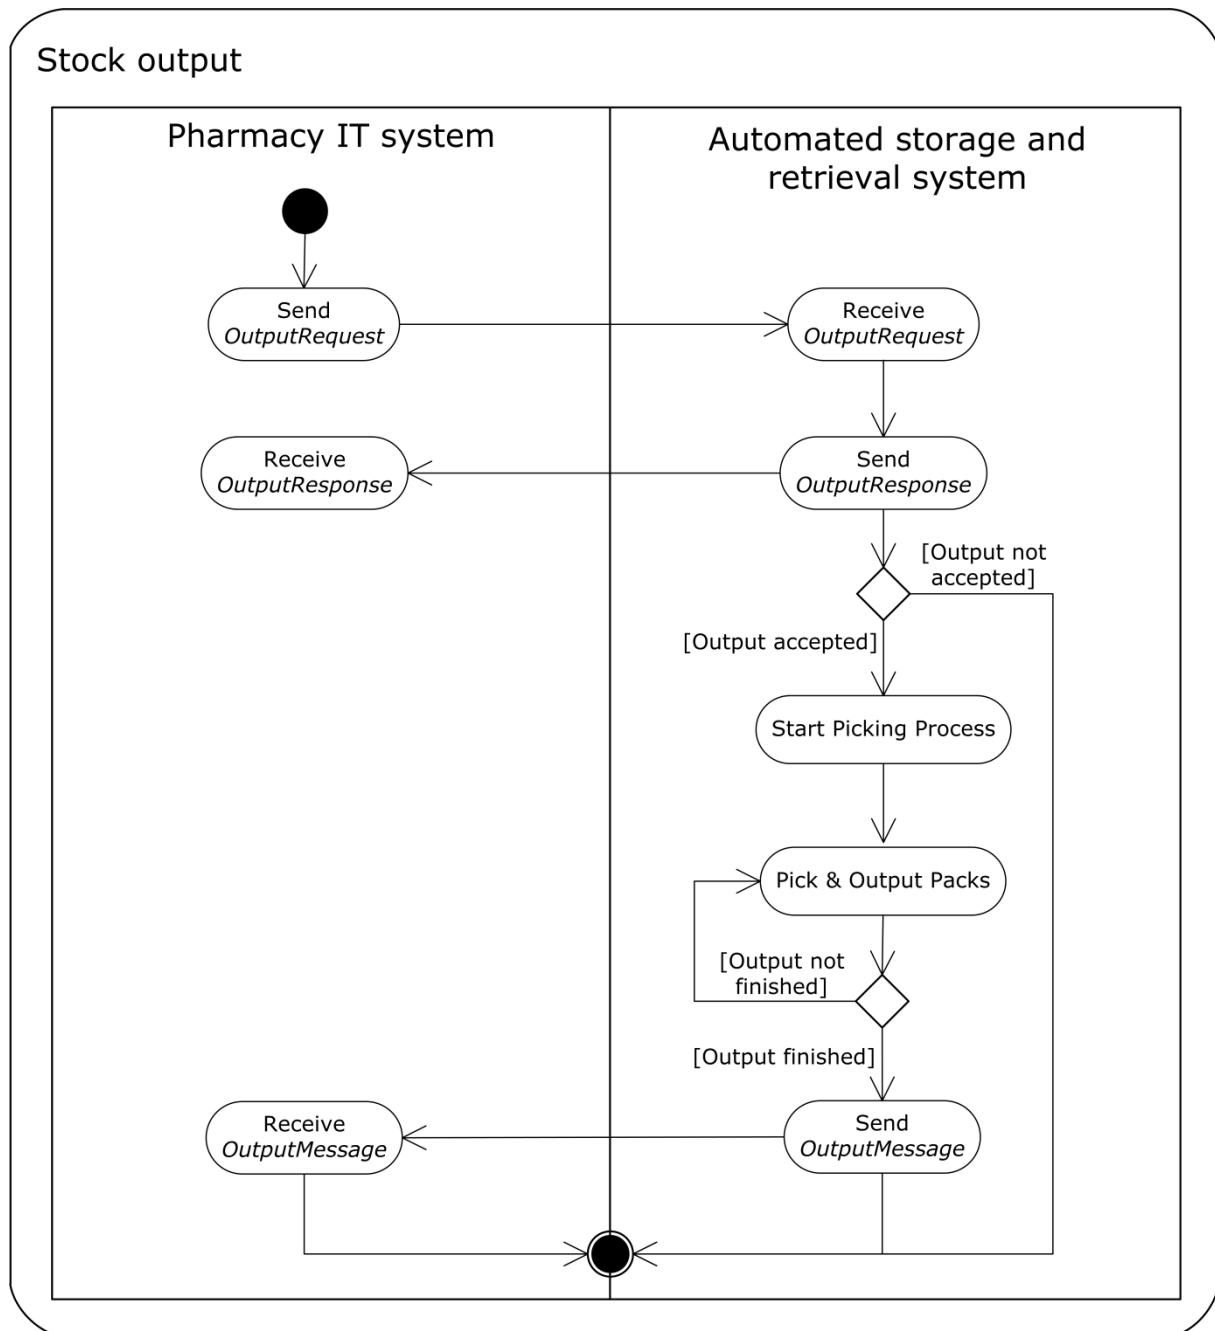 Stock output
Pharmacy IT system
Automated storage and
retrieval system
Send
OutputRequest
Receive
OutputRequest
Receive
OutputResponse
Send
OutputResponse
[Output not
accepted]
[Output accepted]
Start Picking Process
Pick & Output Packs
[Output not
finished]
[Output finished]
Receive
OutputMessage
Send
OutputMessage